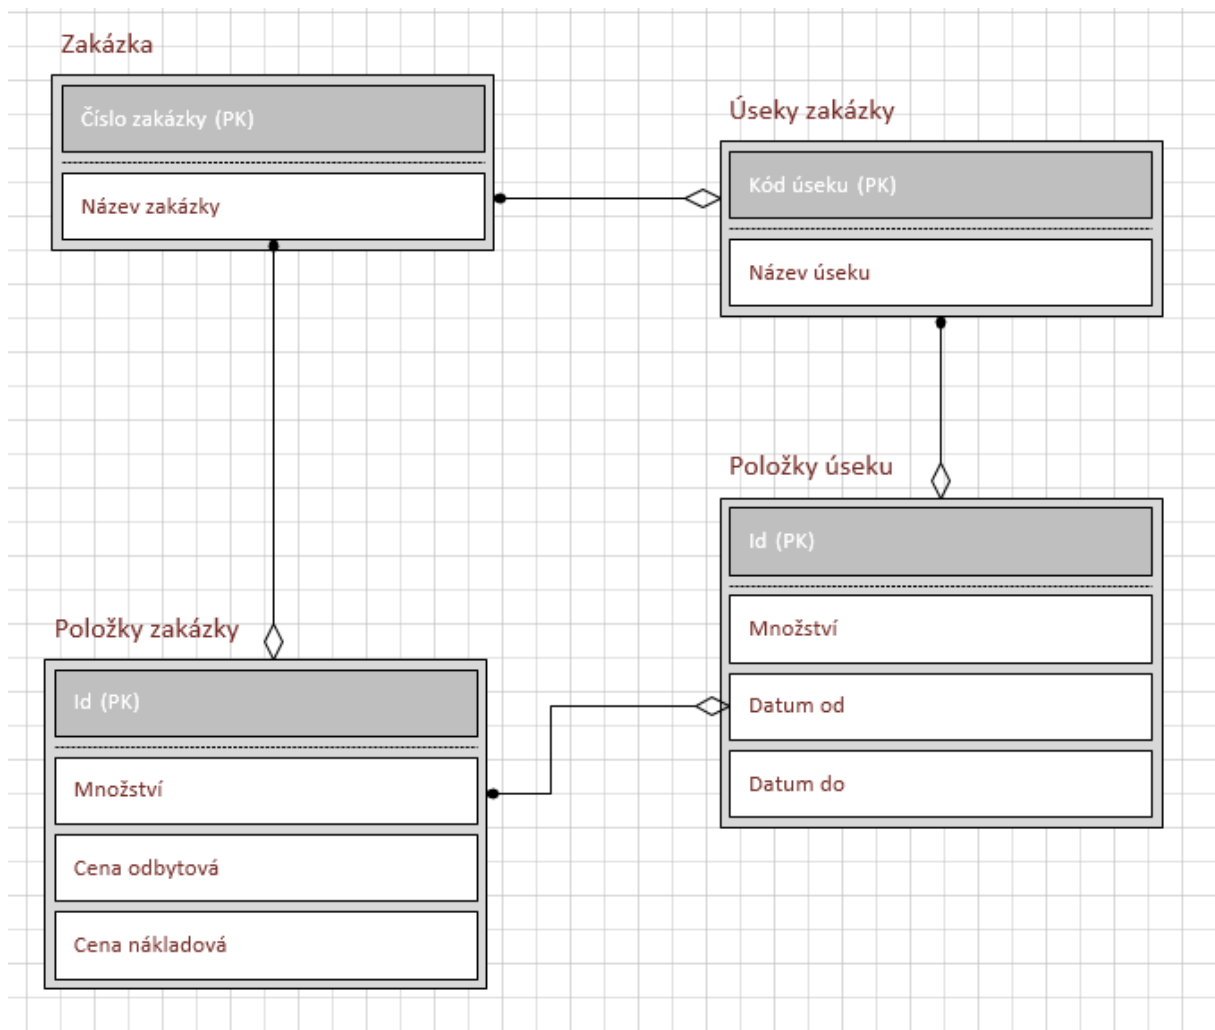 Zakázka
Číslo zakázky (PK)
Název zakázky
Úseky zakázky
Kód úseku (PK)
Název úseku
Položky úseku
Id (PK)
Množství
Datum od
Datum do
Položky zakázky
Id (PK)
Množství
Cena odbytová
Cena nákladová